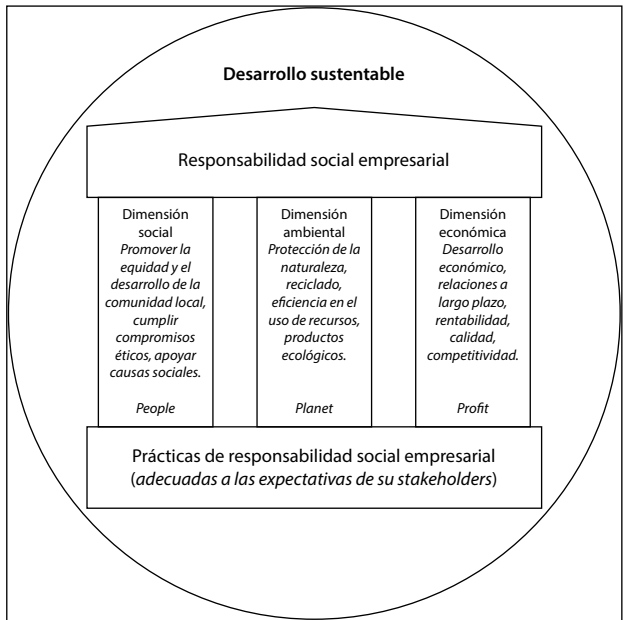 Desarrollo sustentable
Responsabilidad social empresarial
Dimensión
social
Promover la
equidad y el
desarrollo de la
comunidad local,
cumplir
compromisos
éticos, apoyar
causas sociales.
People
Dimensión
ambiental
Protección de la
naturaleza,
reciclado,
eficiencia en el
uso de recursos,
productos
ecológicos.
Planet
Dimensión
económica
Desarrollo
económico,
relaciones a
largo plazo,
rentabilidad,
calidad,
competitividad.
Profit
Prácticas de responsabilidad social empresarial
(adecuadas a las expectativas de su stakeholders)